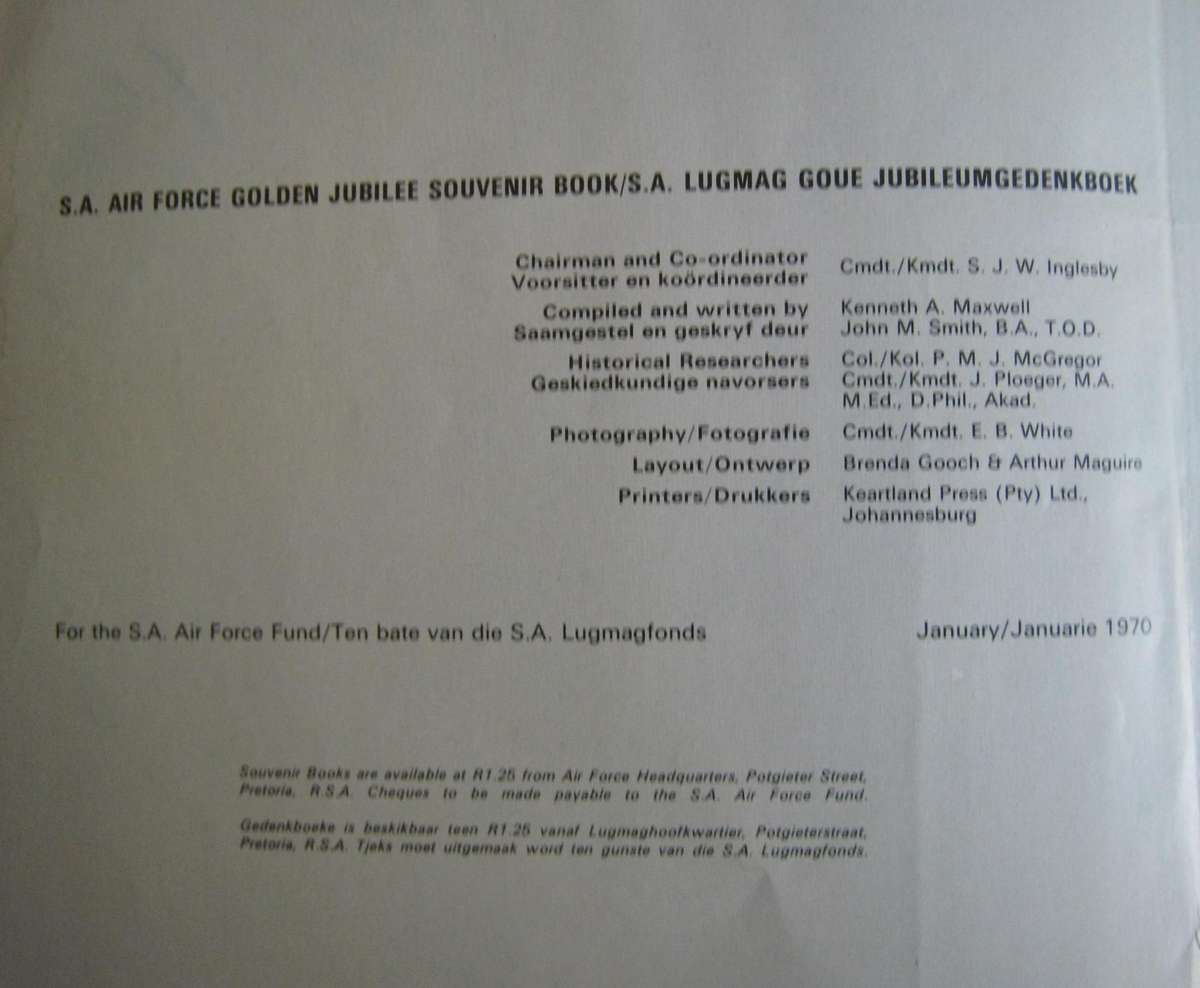 S.A. AIR FORCE GOLDEN JUBILEE SOUVENIR BOOK/S.A. LUGMAG GOUE JUBILEUMGEDENKBOEK
Chairman and Co-ordinator
Voorsitter en koördineerder
Cmdt./Kmdt. S. J. W. Inglesby
Compiled and written by
Saamgestel en geskryf deur
Kenneth A. Maxwell
John M. Smith, B.A., T.O.D.
Historical Researchers
Geskiedkundige navorsers
Col./Kol. P. M. J. McGregor
Cmdt./Kmdt. J. Ploeger, M.A.
M.Ed., D.Phil., Akad.
Photography/Fotografie
Cmdt./Kmdt. E. B. White
Layout/Ontwerp
Brenda Gooch & Arthur Maguire
Printers/Drukkers
Keartland Press (Pty) Ltd.,
Johannesburg
For the S.A. Air Force Fund/Ten bate van die S.A. Lugmagfonds
January/Januarie 1970
Souvenir Books are available at R1.25 from Air Force Headquarters, Potgieter Street,
Pretoria, R.S.A. Cheques to be made payable to the S.A. Air Force Fund.
Gedenkboeke is beskikbaar teen R1.25 vanaf Lugmaghoofkwartier, Potgieterstraat,
Pretoria, R.S.A. Tjeks moet uitgemaak word ten gunste van die S.A. Lugmagfonds.